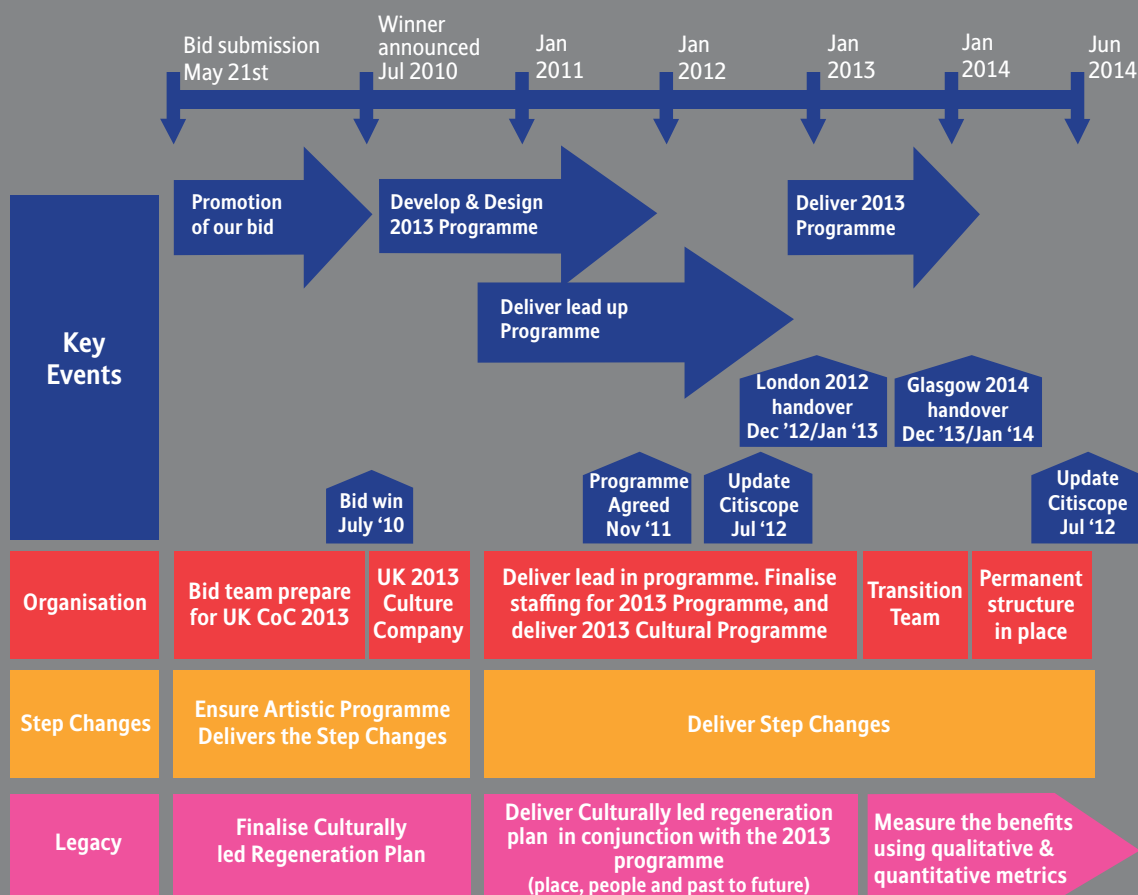 Bid submission
May 21st
Winner
announced
Jul 2010
Jan
2011
Jan
2012
Jan
2013
Jan
2014
Jun
2014
Key
Events
Promotion
of our bid
Develop & Design
2013 Programme
Deliver 2013
Programme
Deliver lead up
Programme
London 2012
handover
Dec '12/Jan ‘13
Glasgow 2014
handover
Dec ’13/Jan ‘14
Bid win
July ‘10
Programme
Agreed
Nov ‘11
Update
Citiscope
Jul ‘12
Update
Citiscope
Jul ‘12
Organisation
Bid team prepare
for UK CoC 2013
UK 2013
Culture
Company
Deliver lead in programme. Finalise
staffing for 2013 Programme, and
deliver 2013 Cultural Programme
Transition
Team
Permanent
structure
in place
Step Changes
Ensure Artistic Programme
Delivers the Step Changes
Deliver Step Changes
Legacy
Finalise Culturally
led Regeneration Plan
Deliver Culturally led regeneration
plan in conjunction with the 2013
programme
(place, people and past to future)
Measure the benefits
using qualitative &
quantitative metrics